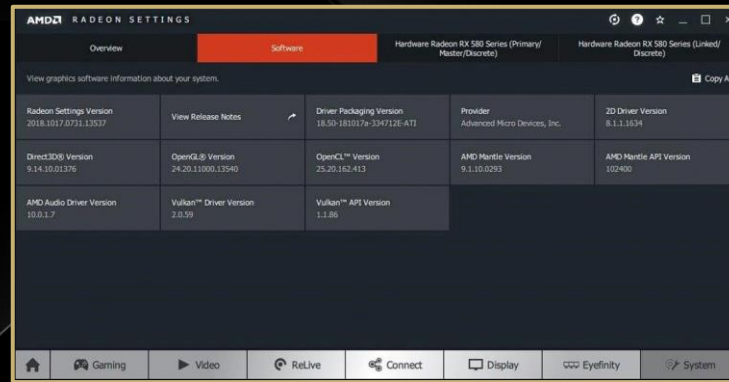 AMD RADEON SETTINGS
Overview
Software
Hardware Radeon RX 580 Series (Primary/
Master/Discrete)
Hardware Radeon RX 580 Series (Linked/
Discrete)
View graphics software information about your system.
Copy A
Radeon Settings Version
2018.1017.0731.13537
View Release Notes
Driver Packaging Version
18.50-181017a-334712E-ATI
Provider
Advanced Micro Devices, Inc.
2D Driver Version
8.1.1.1634
Direct3D® Version
9.14.10.01376
OpenGL® Version
24.20.11000.13540
OpenCL™ Version
25.20.162.413
AMD Mantle Version
9.1.10.0293
AMD Mantle API Version
102400
AMD Audio Driver Version
10.0.1.7
Vulkan™ Driver Version
2.0.59
Vulkan™ API Version
1.1.86
Gaming
Video
ReLive
Connect
Display
Eyefinity
System